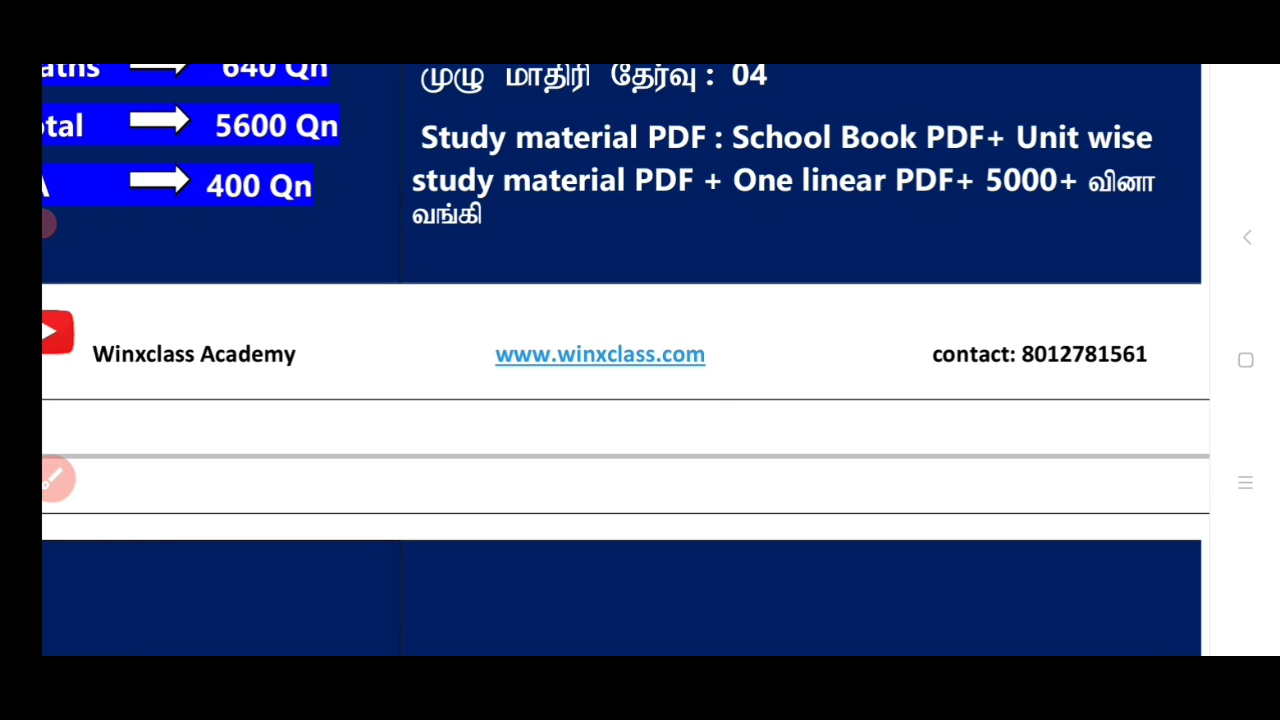 640 Qn
முழு மாதிரி தேர்வு : 04
5600 Qn
Study material PDF : School Book PDF+ Unit wise
400 Qn
study material PDF + One linear PDF+ 5000+ வினா
வங்கி
Winxclass Academy
www.winxclass.com
contact: 8012781561